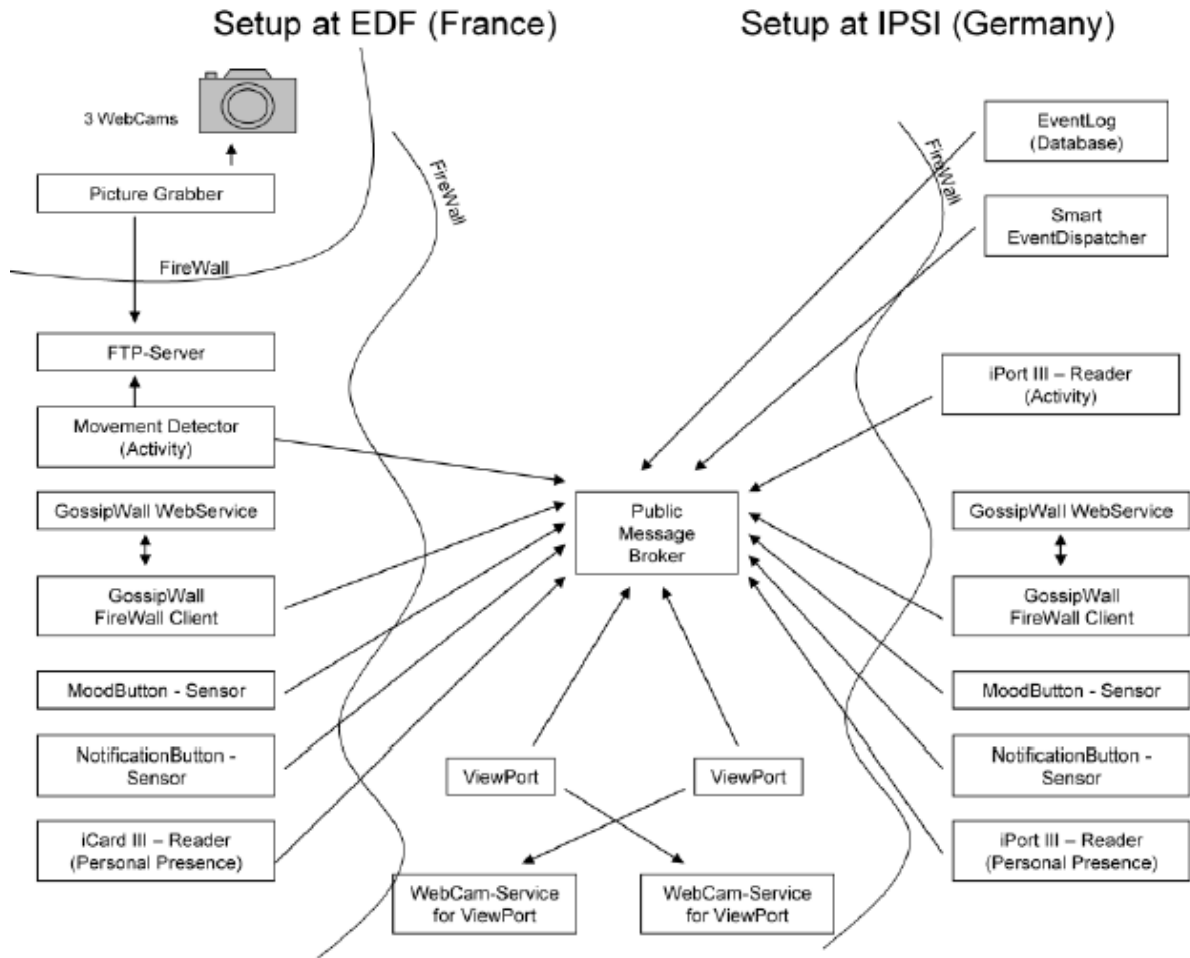 Setup at EDF (France)
Setup at IPSI (Germany)
3 WebCams
Picture Grabber
FireWall
FTP-Server
Movement Detector
(Activity)
GossipWall WebService
GossipWall
FireWall Client
MoodButton - Sensor
NotificationButton -
Sensor
iCard III – Reader
(Personal Presence)
FireWall
Public
Message
Broker
ViewPort
ViewPort
WebCam-Service
for ViewPort
WebCam-Service
for ViewPort
FireWall
EventLog
(Database)
Smart
EventDispatcher
iPort III – Reader
(Activity)
GossipWall WebService
GossipWall
FireWall Client
MoodButton - Sensor
NotificationButton -
Sensor
iPort III – Reader
(Personal Presence)